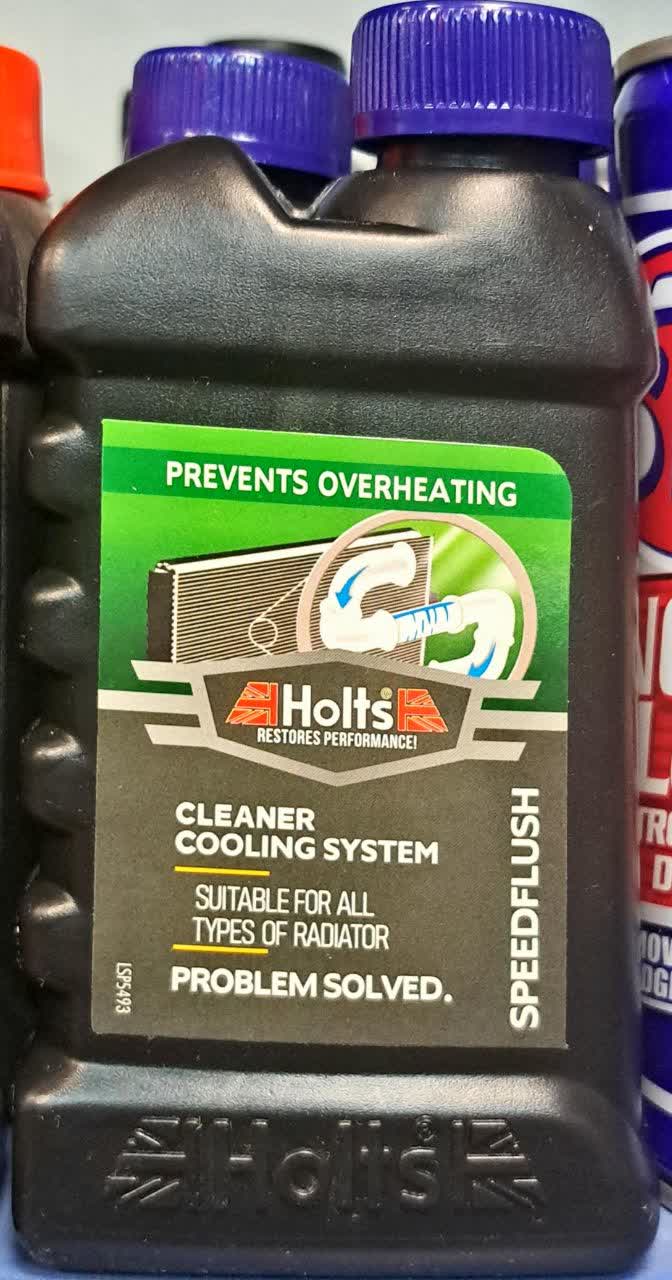 PREVENTS OVERHEATING
Holts
RESTORES PERFORMANCE!
CLEANER
COOLING SYSTEM
SUITABLE FOR ALL
TYPES OF RADIATOR
PROBLEM SOLVED.
SPEEDFLUSH
LSP5493
Holts®